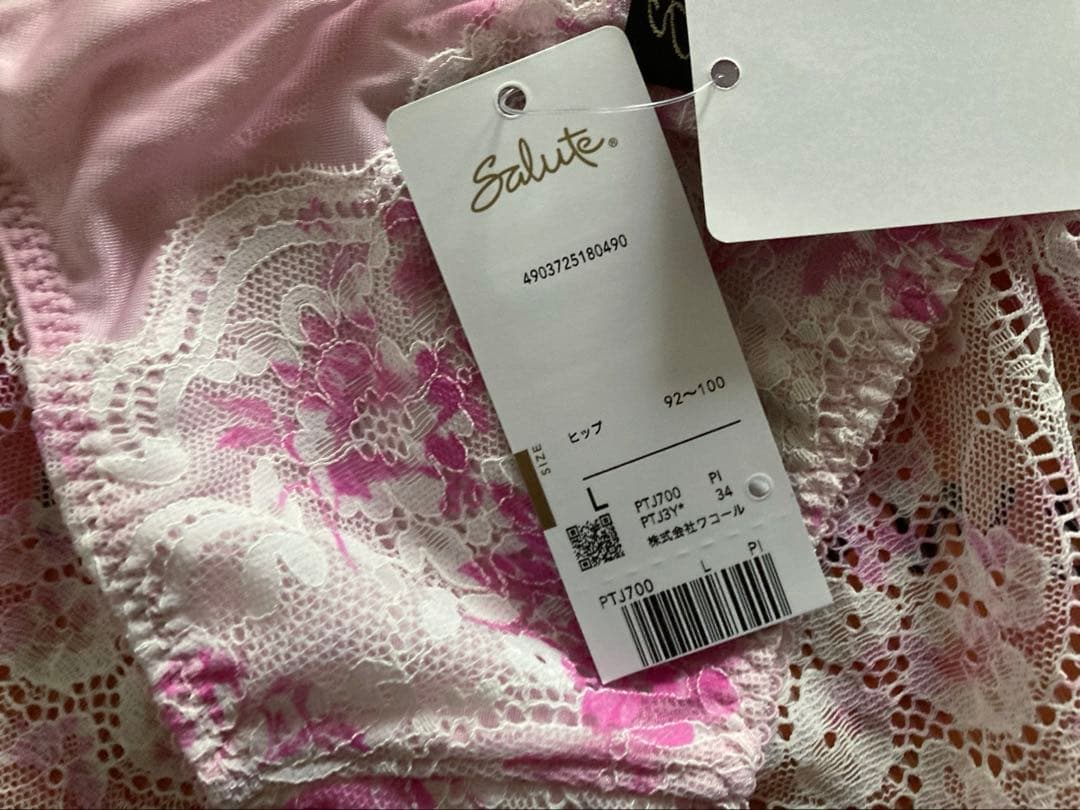 Salute®
4903725180490
SIZE
ヒップ 92〜100
L
PTJ700 PI
PTJ3Y* 34
株式会社ワコール
PTJ700 L PI